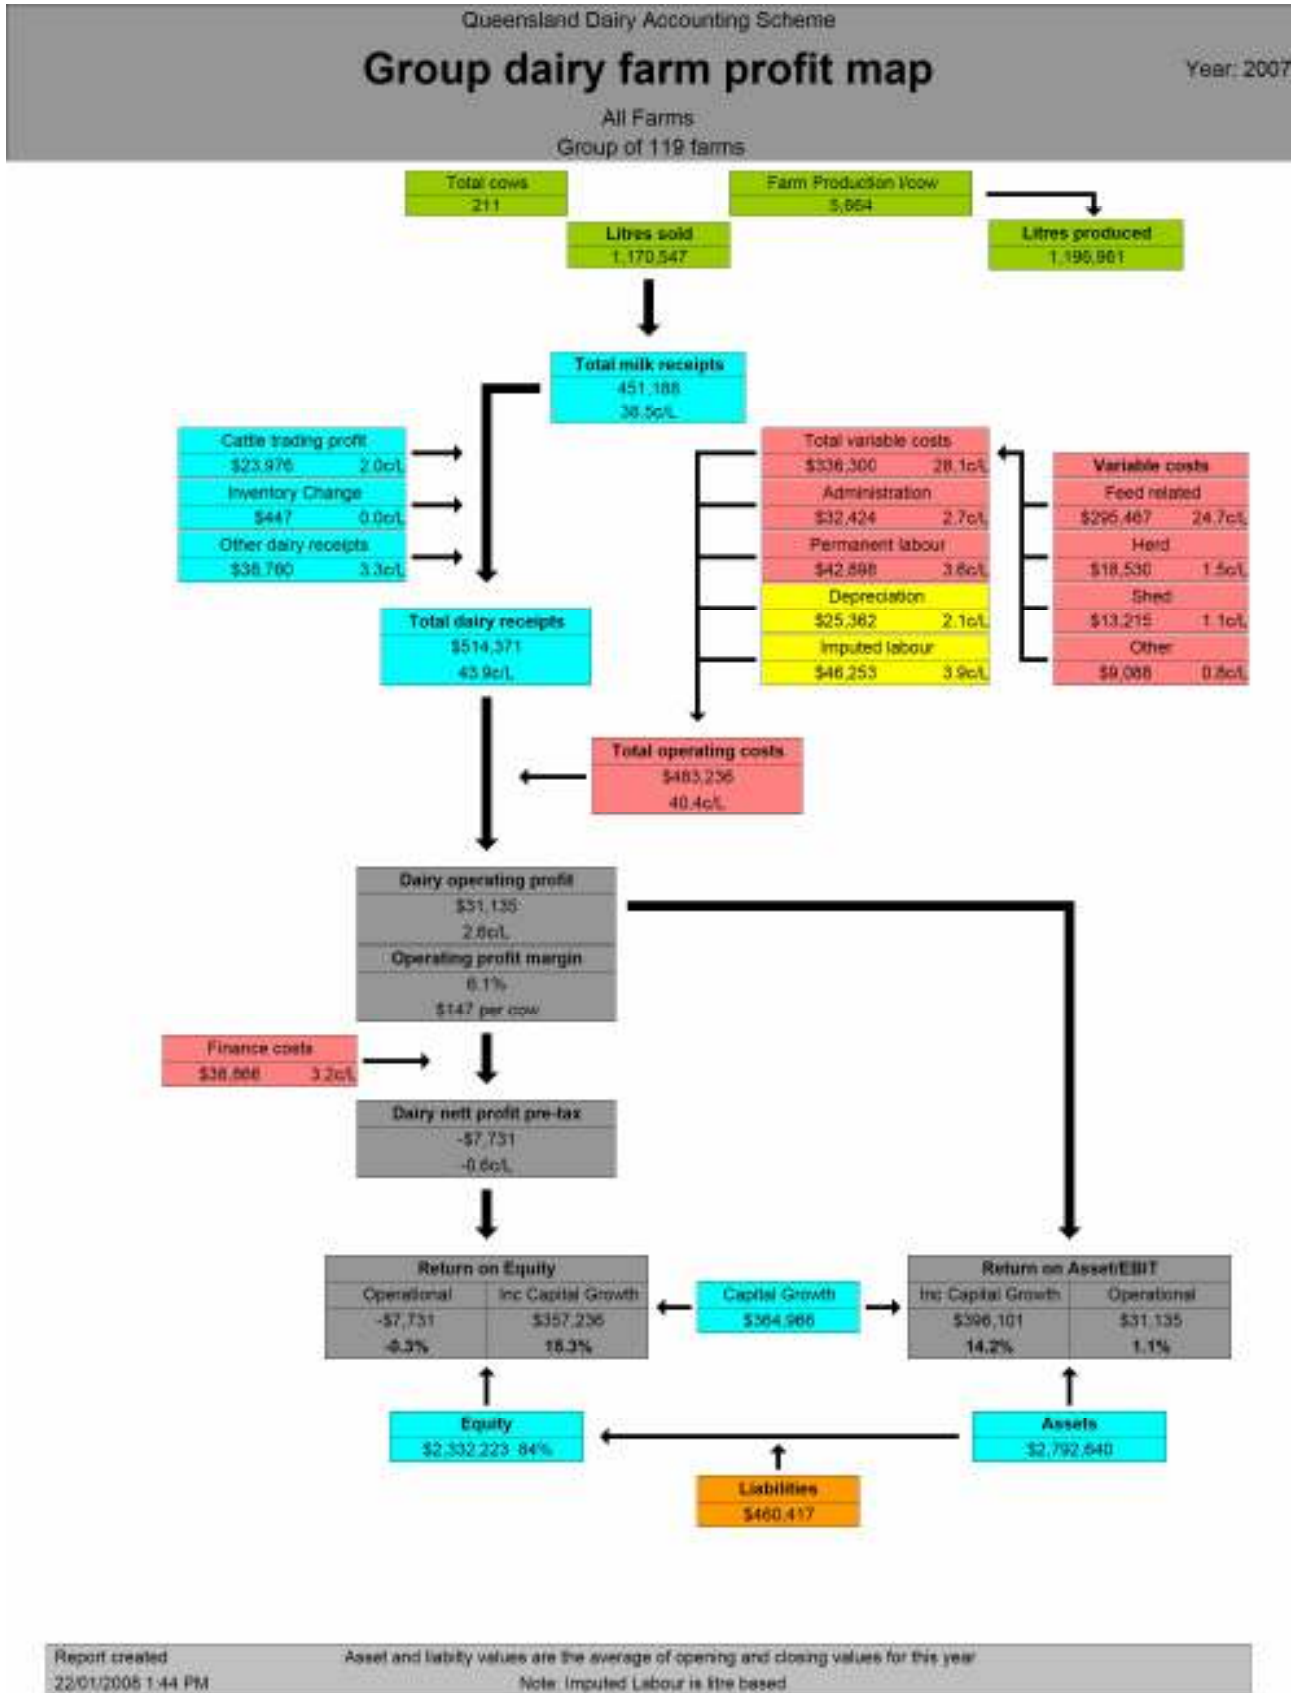 Queensland Dairy Accounting Scheme
Group dairy farm profit map
Year: 2007
All Farms
Group of 119 farms
Total cows
211
Farm Production l/cow
5,664
Litres sold
1,170,547
Litres produced
1,195,961
Total milk receipts
451,188
38.5c/L
Cattle trading profit
$23,976 2.0c/L
Inventory Change
$447 0.0c/L
Other dairy receipts
$38,760 3.3c/L
Total variable costs
$336,300 28.1c/L
Administration
$32,424 2.7c/L
Permanent labour
$42,898 3.6c/L
Depreciation
$25,362 2.1c/L
Imputed labour
$46,253 3.9c/L
Variable costs
Feed related
$295,467 24.7c/L
Herd
$18,530 1.5c/L
Shed
$13,215 1.1c/L
Other
$9,088 0.8c/L
Total dairy receipts
$514,371
43.9c/L
Total operating costs
$483,236
40.4c/L
Dairy operating profit
$31,135
2.6c/L
Operating profit margin
6.1%
$147 per cow
Finance costs
$38,866 3.2c/L
Dairy nett profit pre-tax
-$7,731
-0.6c/L
Return on Equity
Operational Inc Capital Growth
-$7,731 $357,236
-0.3% 15.3%
Capital Growth
$364,966
Return on Asset/EBIT
Inc Capital Growth Operational
$396,101 $31,135
14.2% 1.1%
Equity
$2,332,223 84%
Assets
$2,792,640
Liabilities
$460,417
Report created
22/01/2008 1:44 PM
Asset and liabilty values are the average of opening and closing values for this year
Note: Imputed Labour is litre based